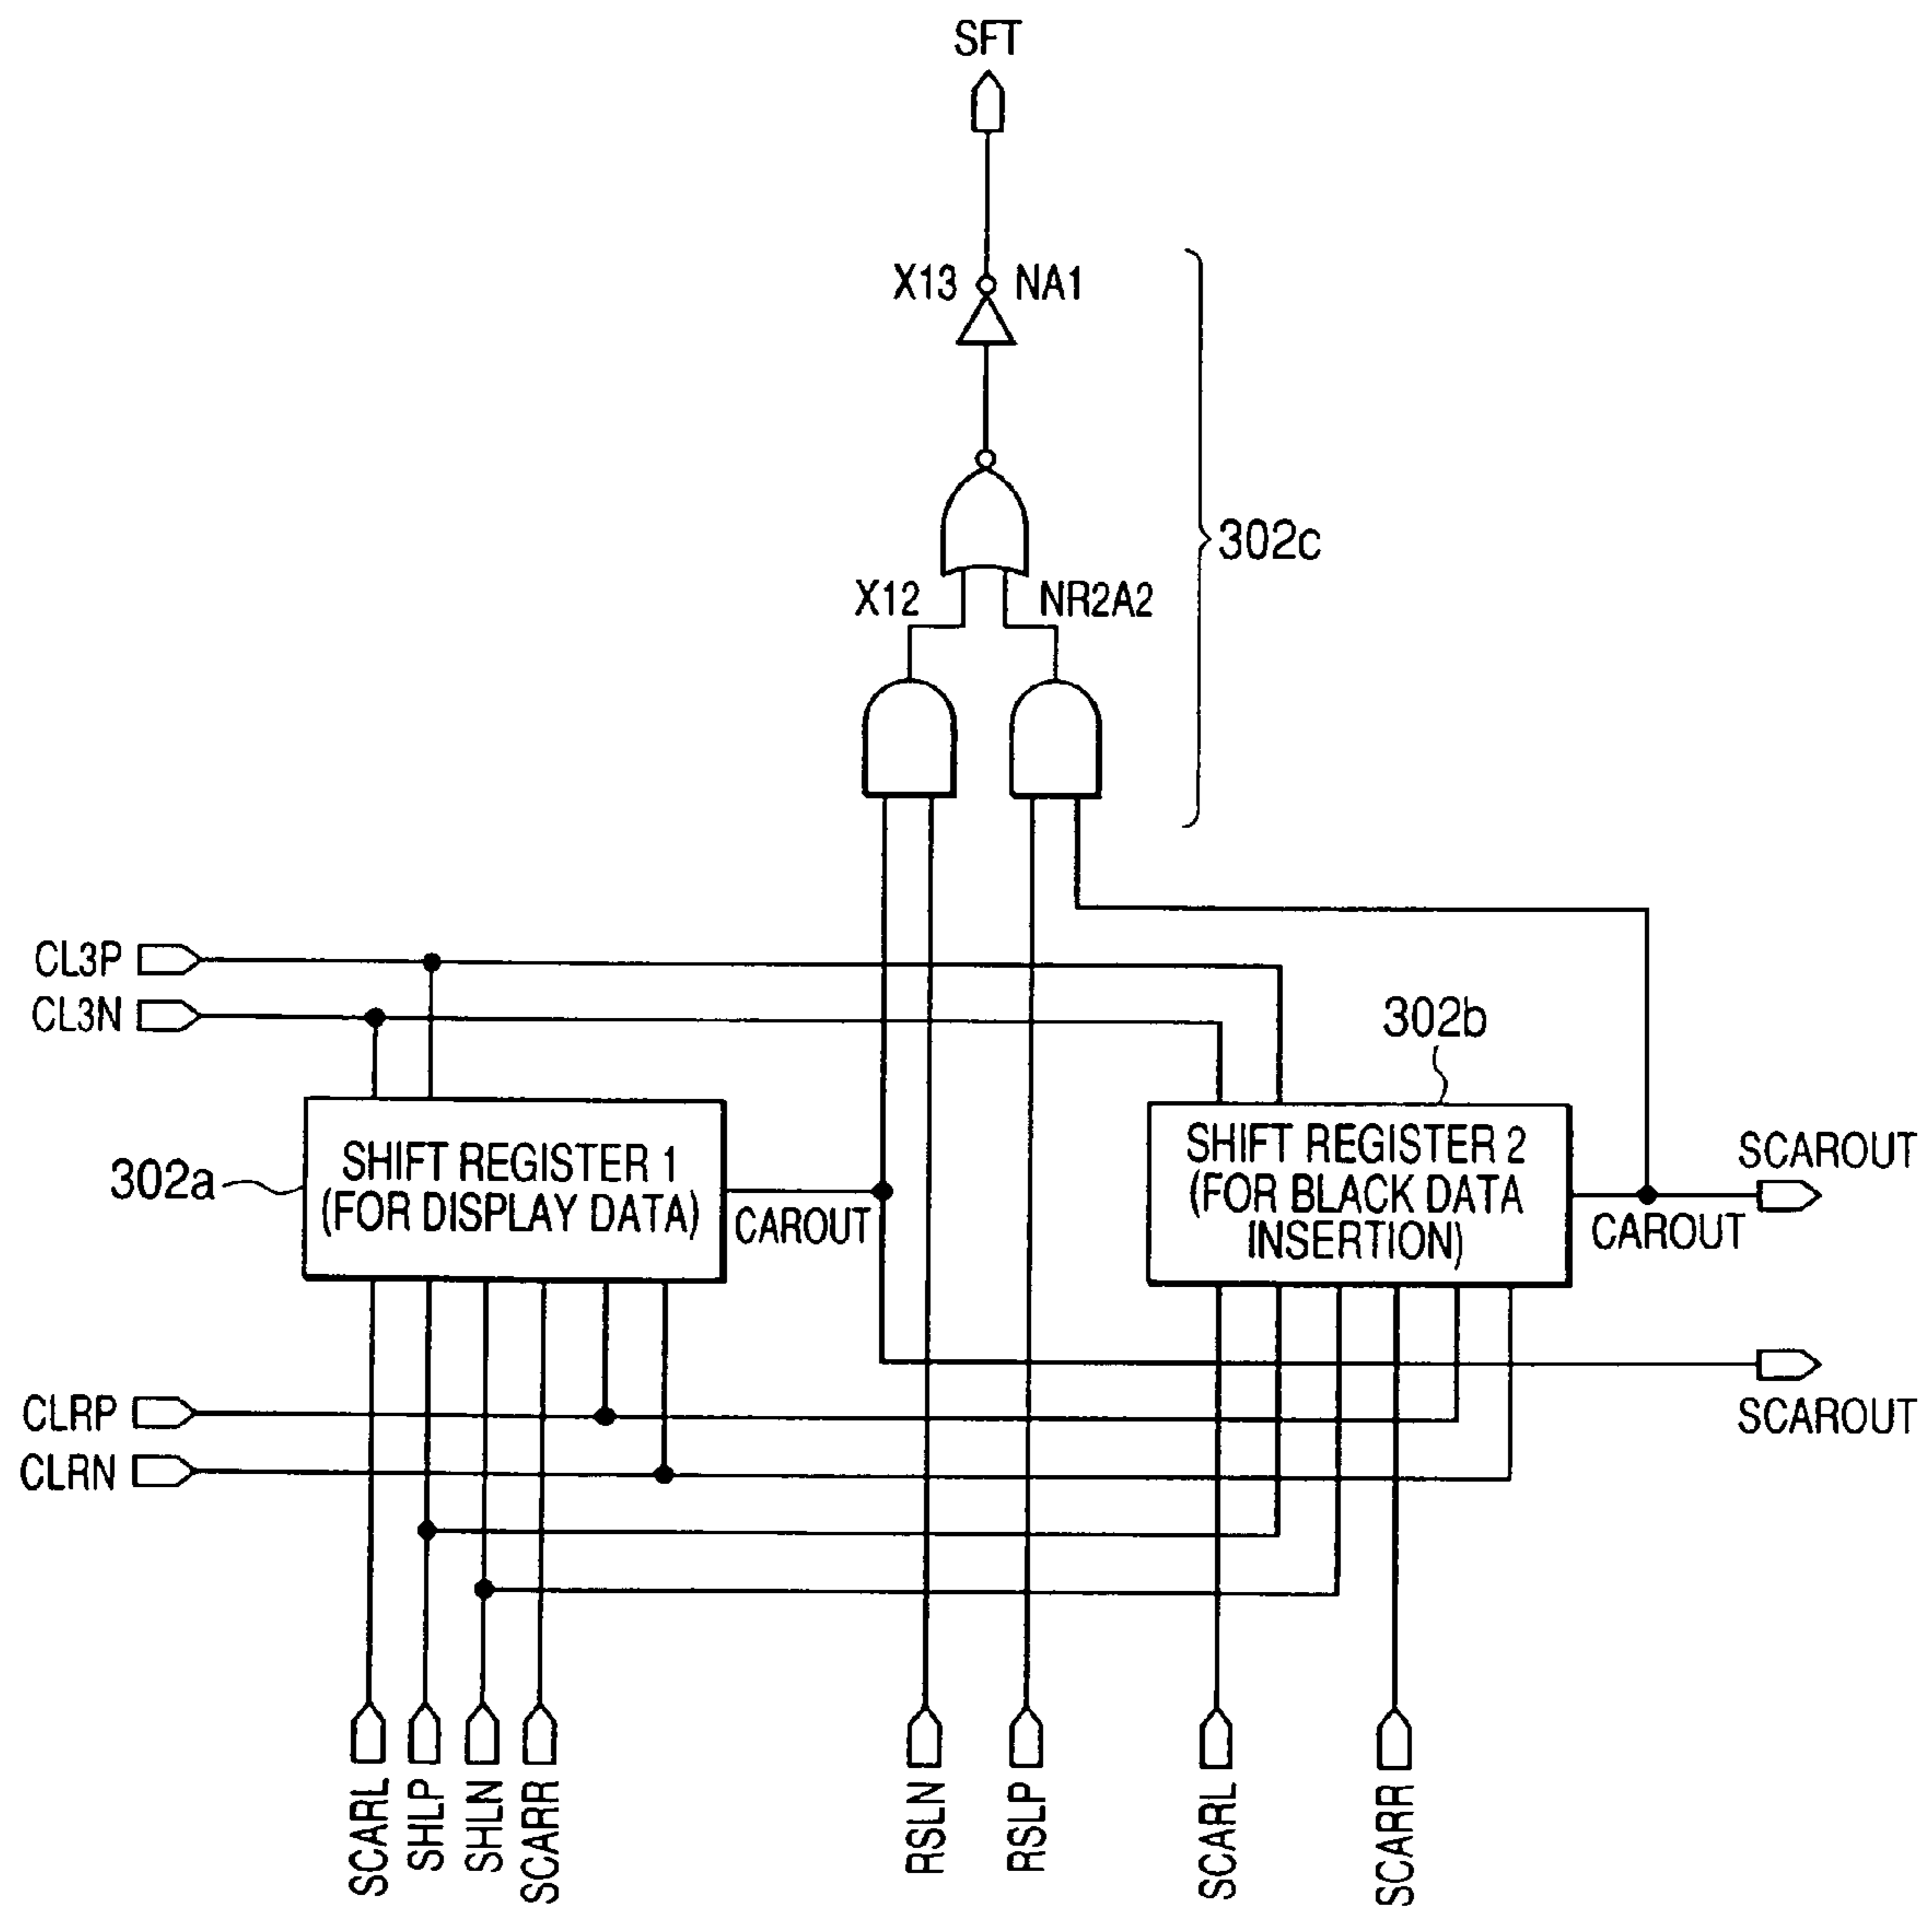 SFT
X13 NA1
302c
X12 NR2A2
CL3P
CL3N
302b
302a
SHIFT REGISTER 1
(FOR DISPLAY DATA)
CAROUT
SHIFT REGISTER 2
(FOR BLACK DATA
INSERTION)
SCAROUT
CAROUT
CLRP
SCAROUT
CLRN
SCARL
SHLP
SHLN
SCARR
RSLN
RSLP
SCARL
SCARR